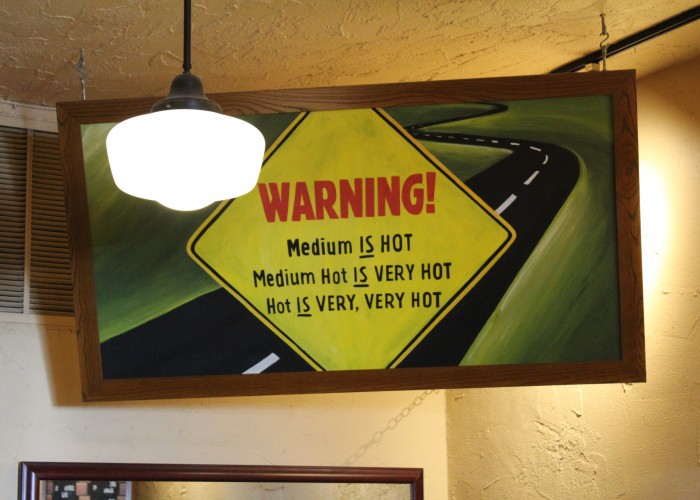 WARNING!
Medium IS HOT
Medium Hot IS VERY HOT
Hot IS VERY, VERY HOT